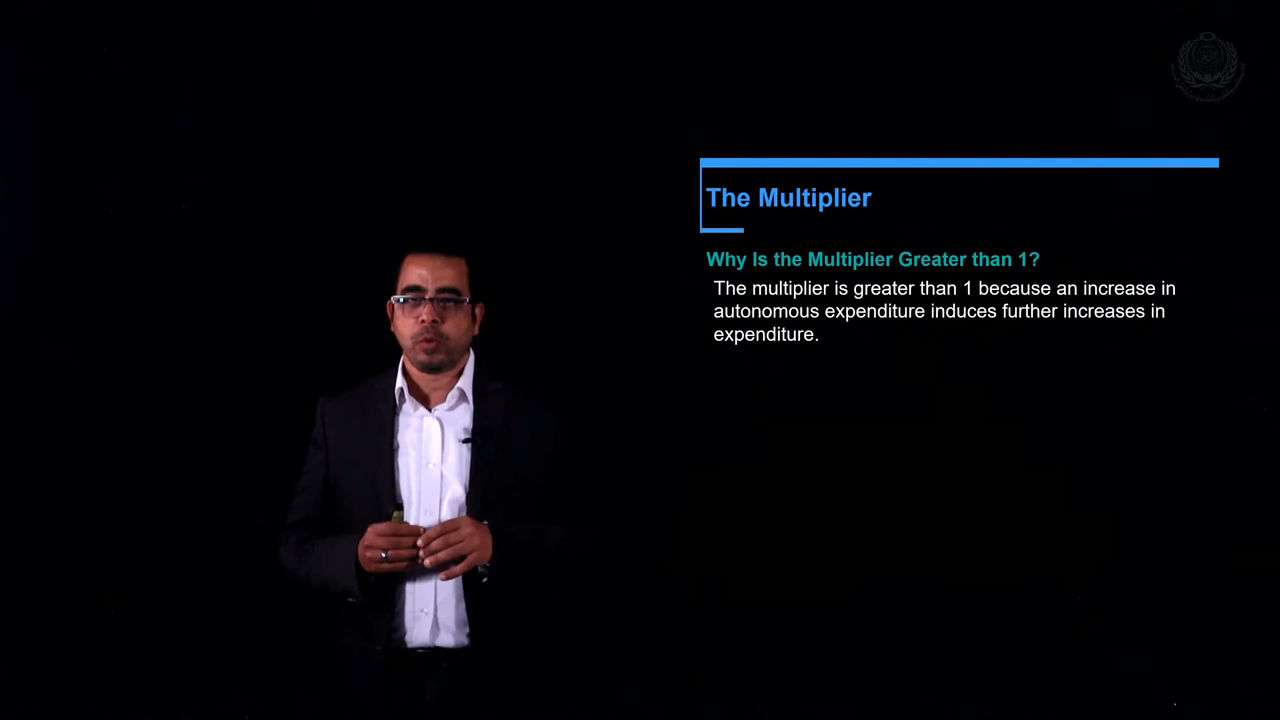 The Multiplier
Why Is the Multiplier Greater than 1?
The multiplier is greater than 1 because an increase in
autonomous expenditure induces further increases in
expenditure.